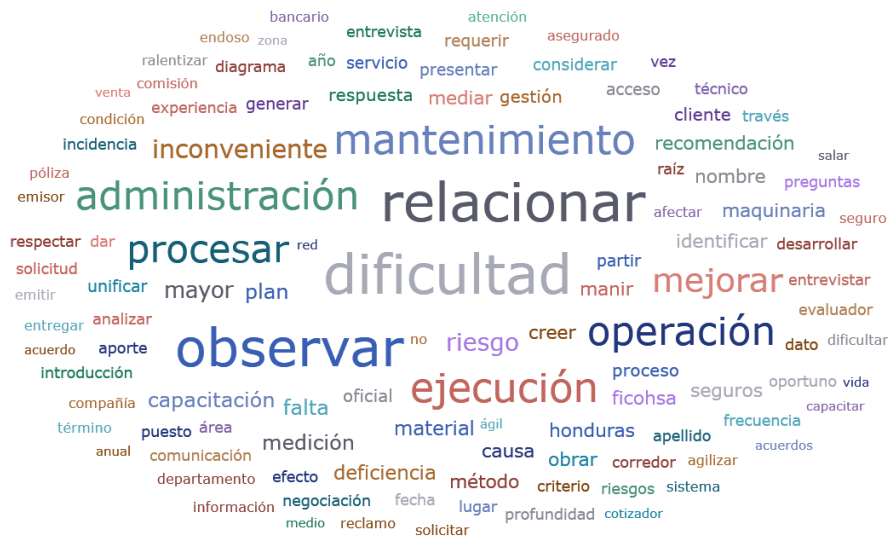 bancario atención
endoso zona entrevista requerir asegurado
ralentizar diagrama año servicio presentar considerar vez
venta comisión experiencia generar respuesta mediar gestión acceso técnico
condición cliente través
incidencia inconveniente mantenimiento recomendación
póliza raíz nombre salar preguntas
emisor administración relacionar afectar maquinaria seguro
respectar dar procesar red identificar desarrollar
solicitud dificultad partir
emitir unificar mayor plan manir mejorar entrevistar
entregar analizar evaluador
acuerdo aporte observar no riesgo creer operación dato dificultar
introducción ejecución proceso
compañía capacitación falta oficial ficohsa seguros oportuno vida
capacitar
término puesto área material ágil honduras apellido frecuencia
anual comunicación medición causa acuerdos
departamento efecto deficiencia método obrar corredor agilizar
información negociación fecha lugar criterio riesgos sistema
medio reclamo solicitar profundidad cotizador